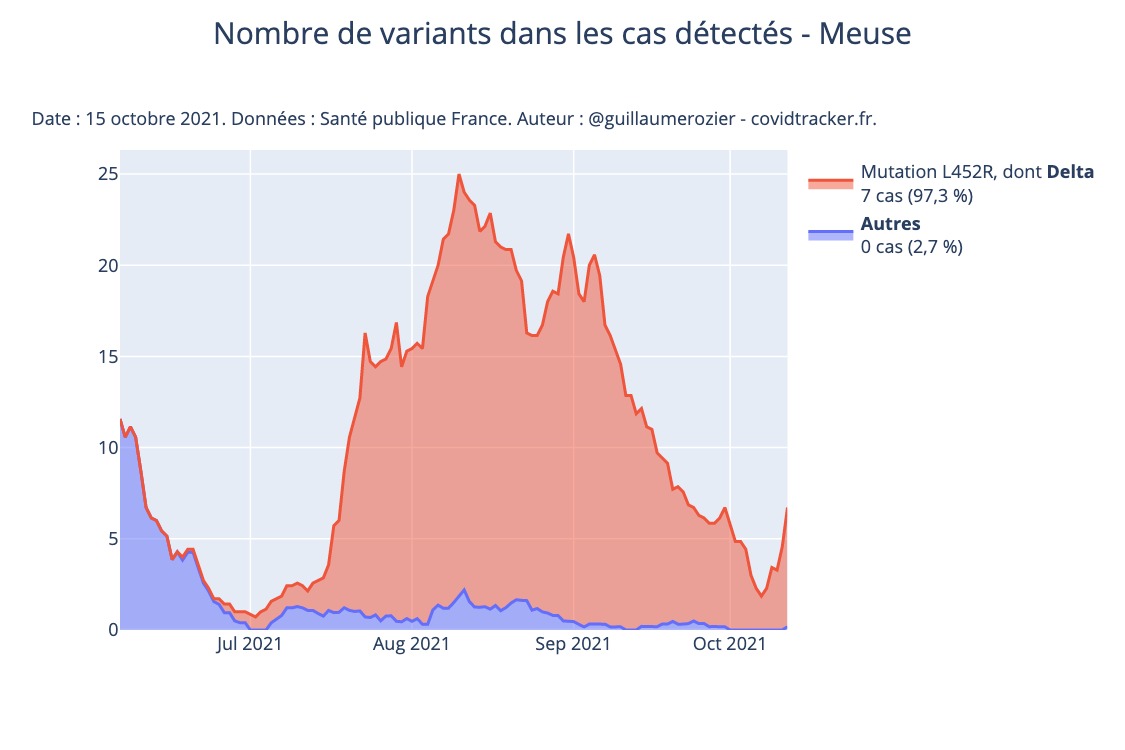 Nombre de variants dans les cas détectés - Meuse
Date : 15 octobre 2021. Données : Santé publique France. Auteur : @guillaumerozier - covidtracker.fr.
25
20
15
10
5
0
Jul 2021
Aug 2021
Sep 2021
Oct 2021
Mutation L452R, dont Delta
7 cas (97,3 %)
Autres
0 cas (2,7 %)